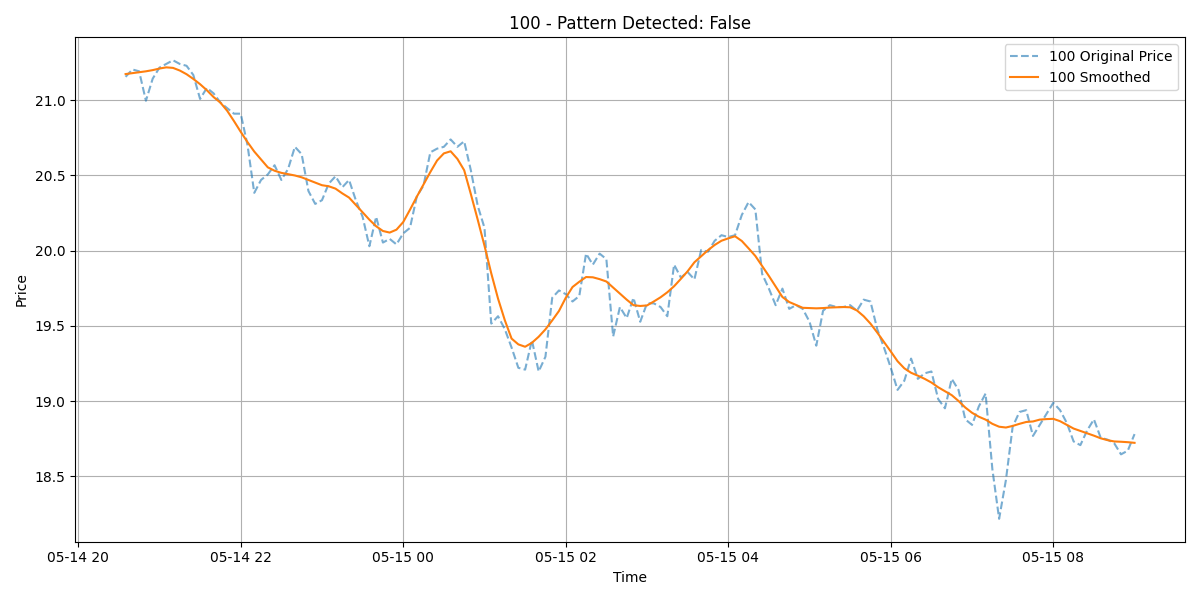 100 - Pattern Detected: False
100 Original Price
100 Smoothed
Price
21.0
20.5
20.0
19.5
19.0
18.5
05-14 20
05-14 22
05-15 00
05-15 02
05-15 04
05-15 06
05-15 08
Time